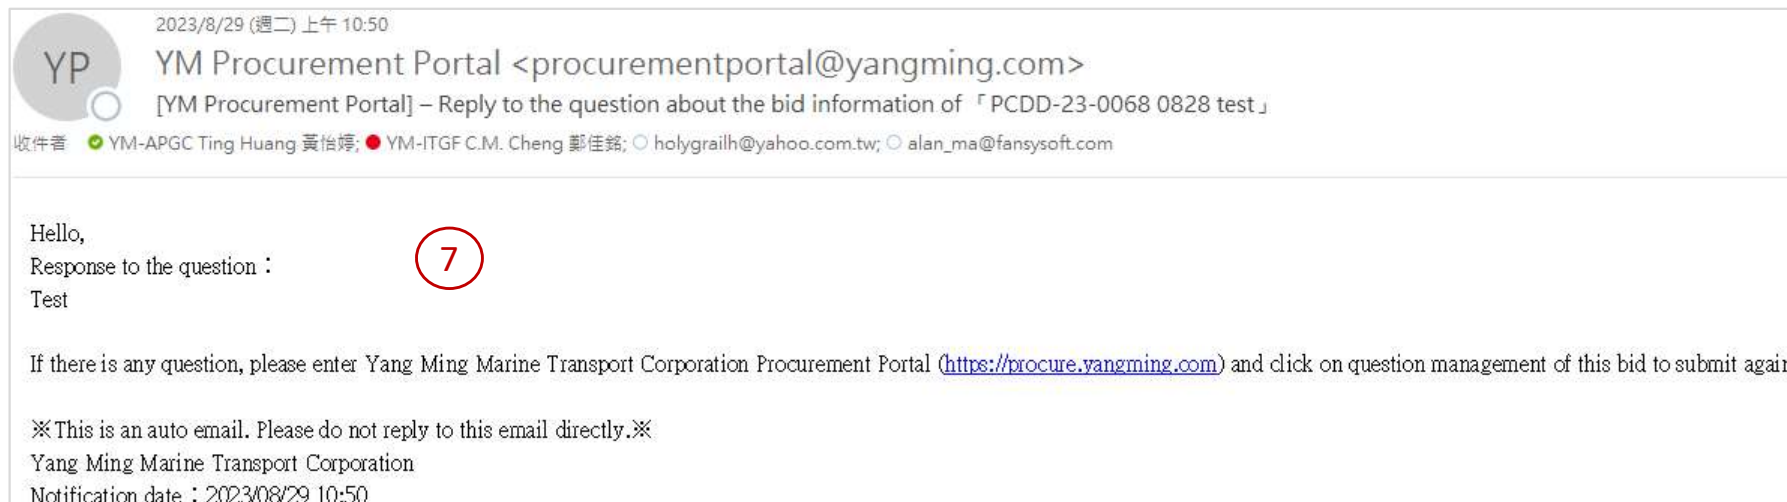 2023/8/29 (週二) 上午 10:50
YP
YM Procurement Portal <procurementportal@yangming.com>
[YM Procurement Portal] – Reply to the question about the bid information of「PCDD-23-0068 0828 test」
收件者 YM-APGC Ting Huang 黃怡婷; YM-ITGF C.M. Cheng 鄭佳銘; holygrailh@yahoo.com.tw; alan_ma@fansysoft.com
Hello,
Response to the question：
7
Test
If there is any question, please enter Yang Ming Marine Transport Corporation Procurement Portal (https://procure.yangming.com) and click on question management of this bid to submit again
※This is an auto email. Please do not reply to this email directly.※
Yang Ming Marine Transport Corporation
Notification date：2023/08/29 10:50